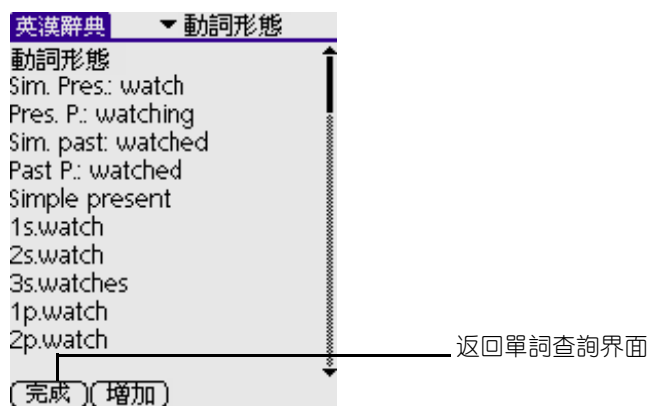 英漢辭典 動詞形態
動詞形態
Sim. Pres.: watch
Pres. P.: watching
Sim. past: watched
Past P.: watched
Simple present
1s.watch
2s.watch
3s.watches
1p.watch
2p.watch
返回單詞查詢界面
完成 增加